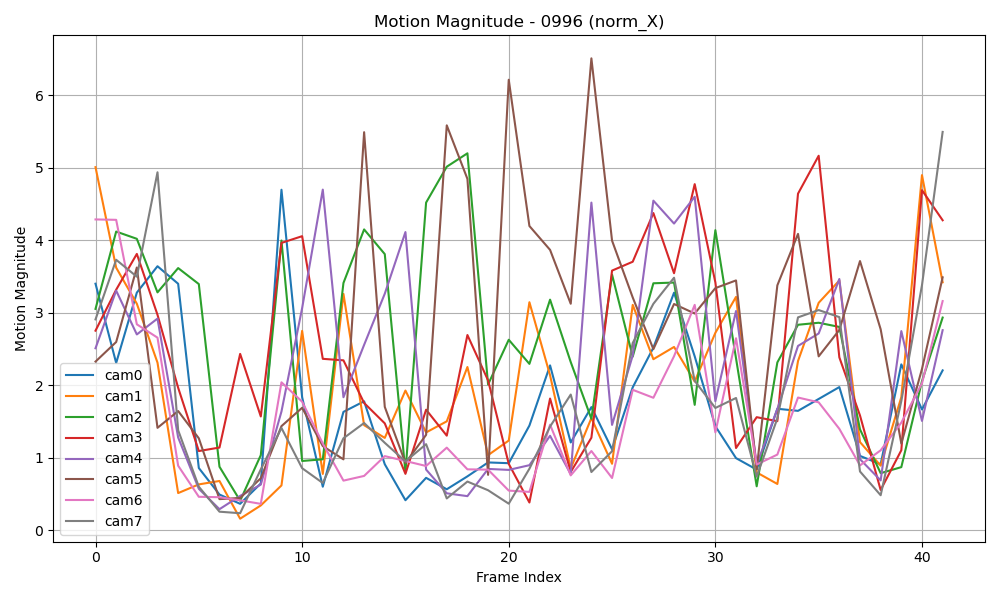 Motion Magnitude - 0996 (norm_X)
Motion Magnitude
6
5
4
3
2
1
0
cam0
cam1
cam2
cam3
cam4
cam5
cam6
cam7
0 10 20 30 40
Frame Index